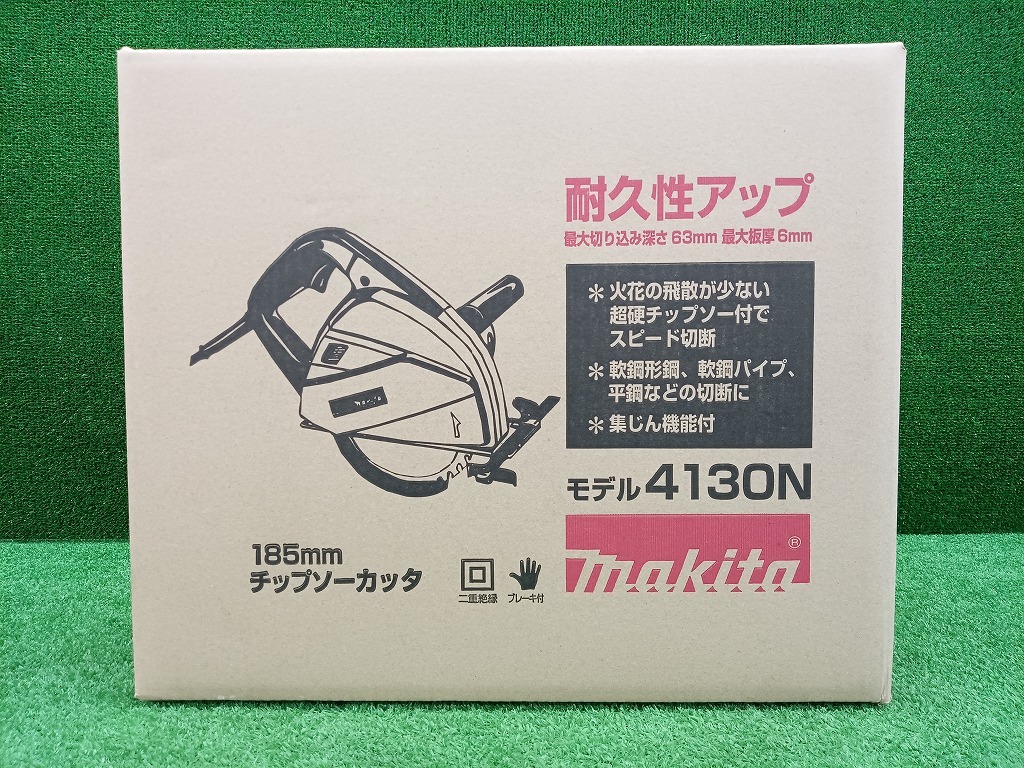 耐久性アップ
最大切り込み深さ 63mm 最大板厚 6mm
＊火花の飛散が少ない
超硬チップソー付で
スピード切断
＊軟鋼形鋼、軟鋼パイプ、
平鋼などの切断に
＊集じん機能付
makita
モデル 4130N
185mm
チップソーカッタ
二重絶縁
ブレーキ付
makita®